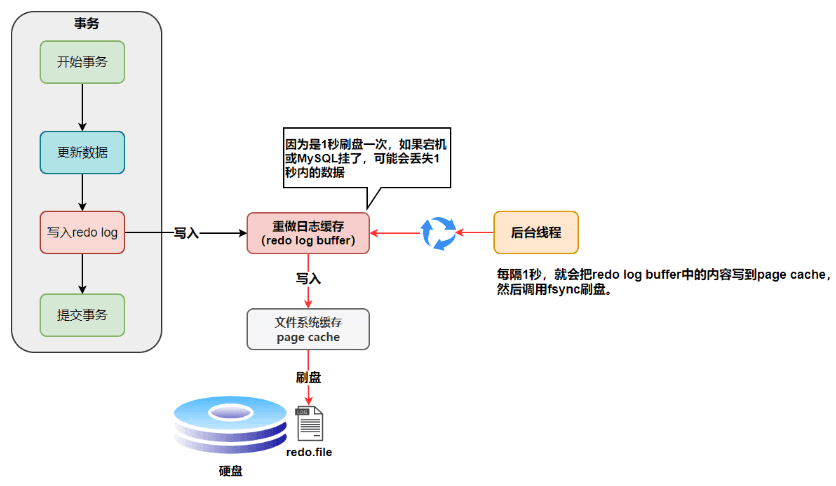 事务
开始事务
更新数据
写入redo log
提交事务
写入
因为是1秒刷盘一次，如果宕机
或MySQL挂了，可能会丢失1
秒内的数据
重做日志缓存
（redo log buffer）
后台线程
每隔1秒，就会把redo log buffer中的内容写到page cache，
然后调用fsync刷盘。
写入
文件系统缓存
page cache
刷盘
LOG
redo.file
硬盘